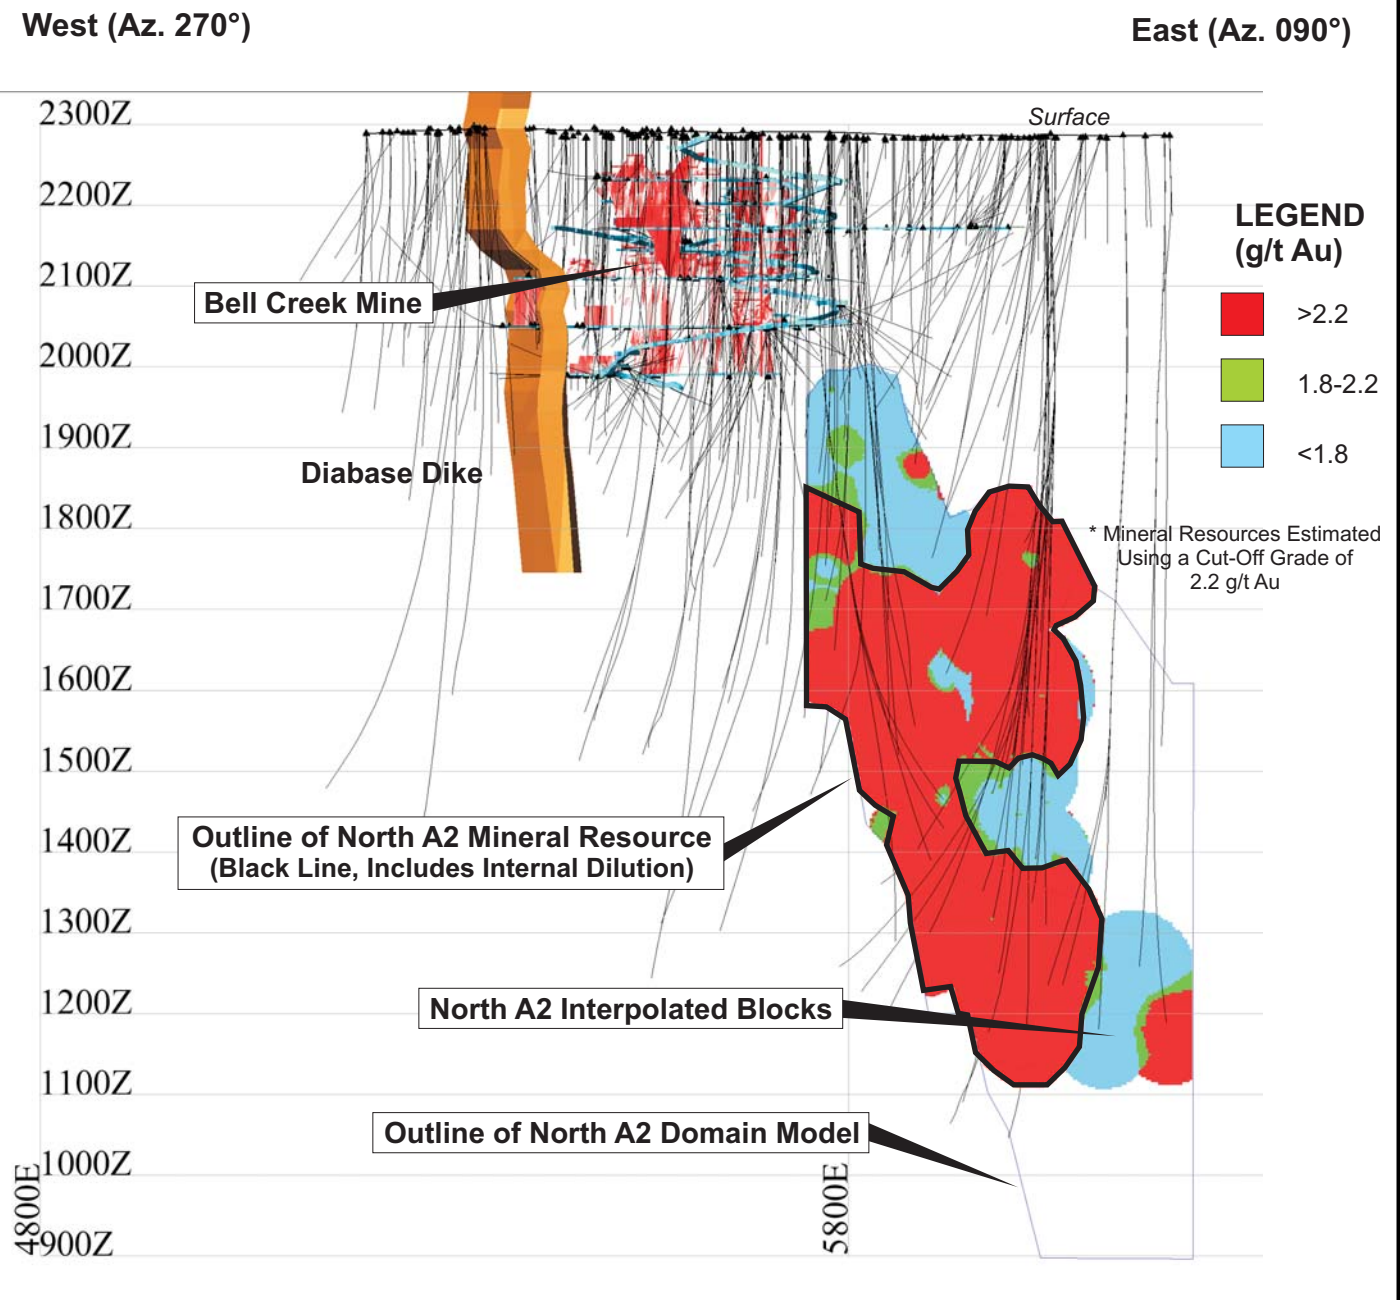 West (Az. 270°)
East (Az. 090°)
2300Z
Surface
2200Z
LEGEND
(g/t Au)
2100Z
Bell Creek Mine
>2.2
2000Z
1.8-2.2
1900Z
<1.8
Diabase Dike
1800Z
* Mineral Resources Estimated
Using a Cut-Off Grade of
2.2 g/t Au
1700Z
1600Z
1500Z
Outline of North A2 Mineral Resource
(Black Line, Includes Internal Dilution)
1400Z
1300Z
1200Z
North A2 Interpolated Blocks
1100Z
Outline of North A2 Domain Model
1000Z
4800E
5800E
900Z